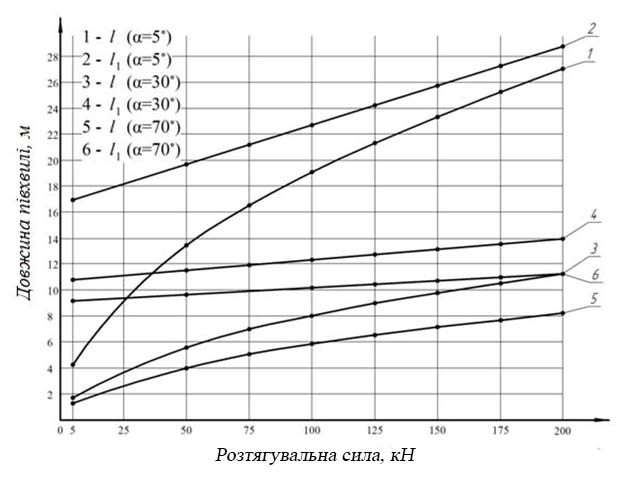 1 - l (α=5˚)
2 - l₁ (α=5˚)
3 - l (α=30˚)
4 - l₁ (α=30˚)
5 - l (α=70˚)
6 - l₁ (α=70˚)
Довжина півхвилі, м
28
26
24
22
20
18
16
14
12
10
8
6
4
2
2
1
4
3
6
5
0 5 25 50 75 100 125 150 175 200
Розтягувальна сила, кН